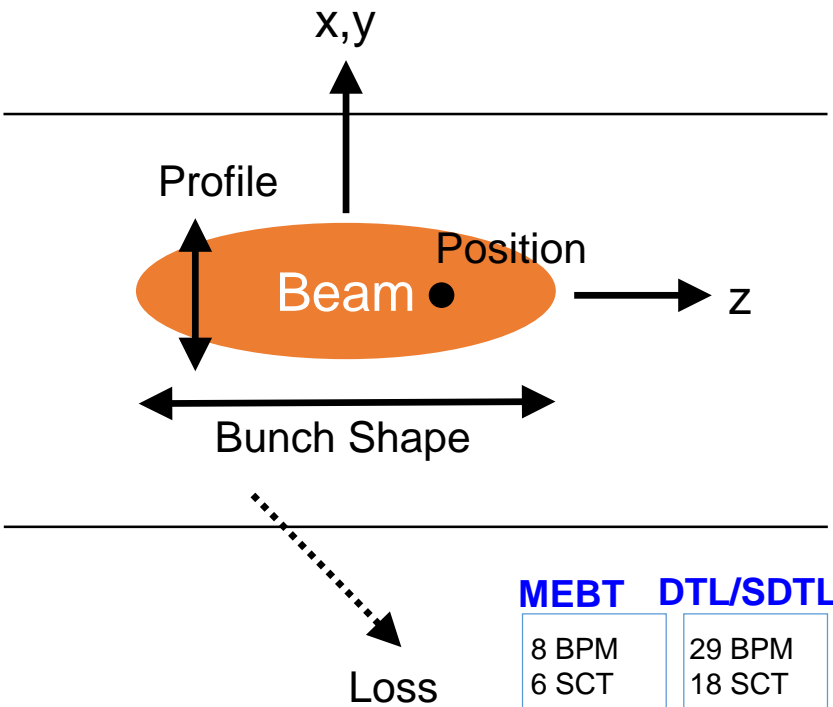 x,y
Profile
Position
Beam
z
Bunch Shape
MEBT DTL/SDTL
8 BPM 29 BPM
6 SCT 18 SCT
Loss